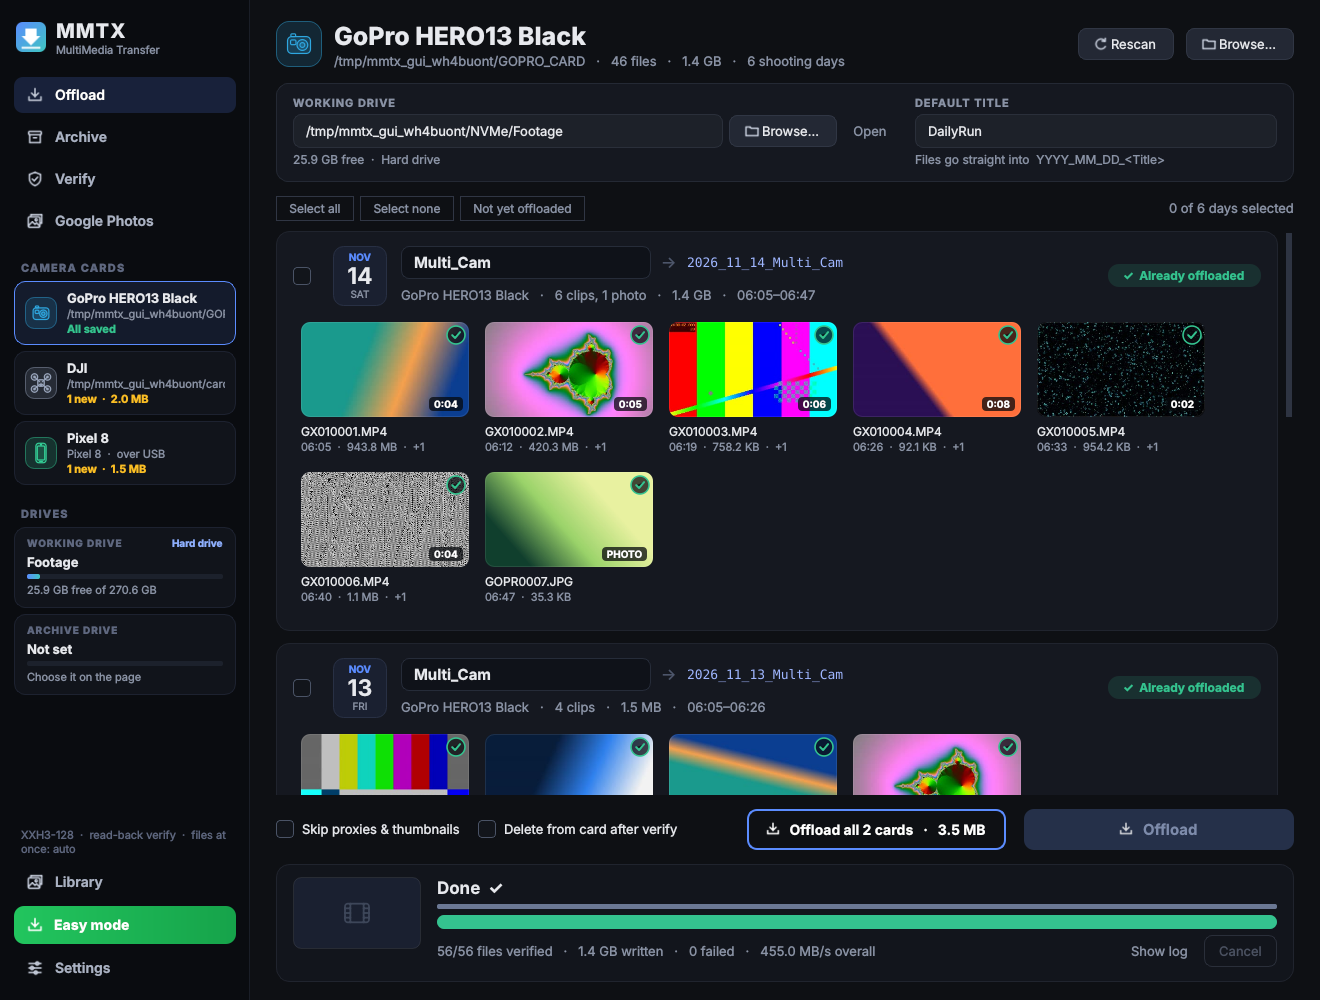 MMTX
MultiMedia Transfer
Offload
Archive
Verify
Google Photos
CAMERA CARDS
GoPro HERO13 Black
/tmp/mmtx_gui_wh4buont/GOF
All saved
DJI
/tmp/mmtx_gui_wh4buont/card
1 new · 2.0 MB
Pixel 8
Pixel 8 · over USB
1 new · 1.5 MB
DRIVES
WORKING DRIVE Hard drive
Footage
25.9 GB free of 270.6 GB
ARCHIVE DRIVE
Not set
Choose it on the page
XXH3-128 · read-back verify · files at
once: auto
Library
Easy mode
Settings
GoPro HERO13 Black
/tmp/mmtx_gui_wh4buont/GOPRO_CARD · 46 files · 1.4 GB · 6 shooting days
Rescan
Browse...
WORKING DRIVE
/tmp/mmtx_gui_wh4buont/NVMe/Footage
Browse...
Open
25.9 GB free · Hard drive
DEFAULT TITLE
DailyRun
Files go straight into YYYY_MM_DD_<Title>
Select all
Select none
Not yet offloaded
0 of 6 days selected
NOV
14
SAT
Multi_Cam → 2026_11_14_Multi_Cam
GoPro HERO13 Black · 6 clips, 1 photo · 1.4 GB · 06:05–06:47
✓ Already offloaded
0:04
GX010001.MP4
06:05 · 943.8 MB · +1
0:05
GX010002.MP4
06:12 · 420.3 MB · +1
0:06
GX010003.MP4
06:19 · 758.2 KB · +1
0:08
GX010004.MP4
06:26 · 92.1 KB · +1
0:02
GX010005.MP4
06:33 · 954.2 KB · +1
0:04
GX010006.MP4
06:40 · 1.1 MB · +1
PHOTO
GOPR0007.JPG
06:47 · 35.3 KB
NOV
13
FRI
Multi_Cam → 2026_11_13_Multi_Cam
GoPro HERO13 Black · 4 clips · 1.5 MB · 06:05–06:26
✓ Already offloaded
Skip proxies & thumbnails
Delete from card after verify
Offload all 2 cards · 3.5 MB
Offload
Done ✓
56/56 files verified · 1.4 GB written · 0 failed · 455.0 MB/s overall
Show log
Cancel